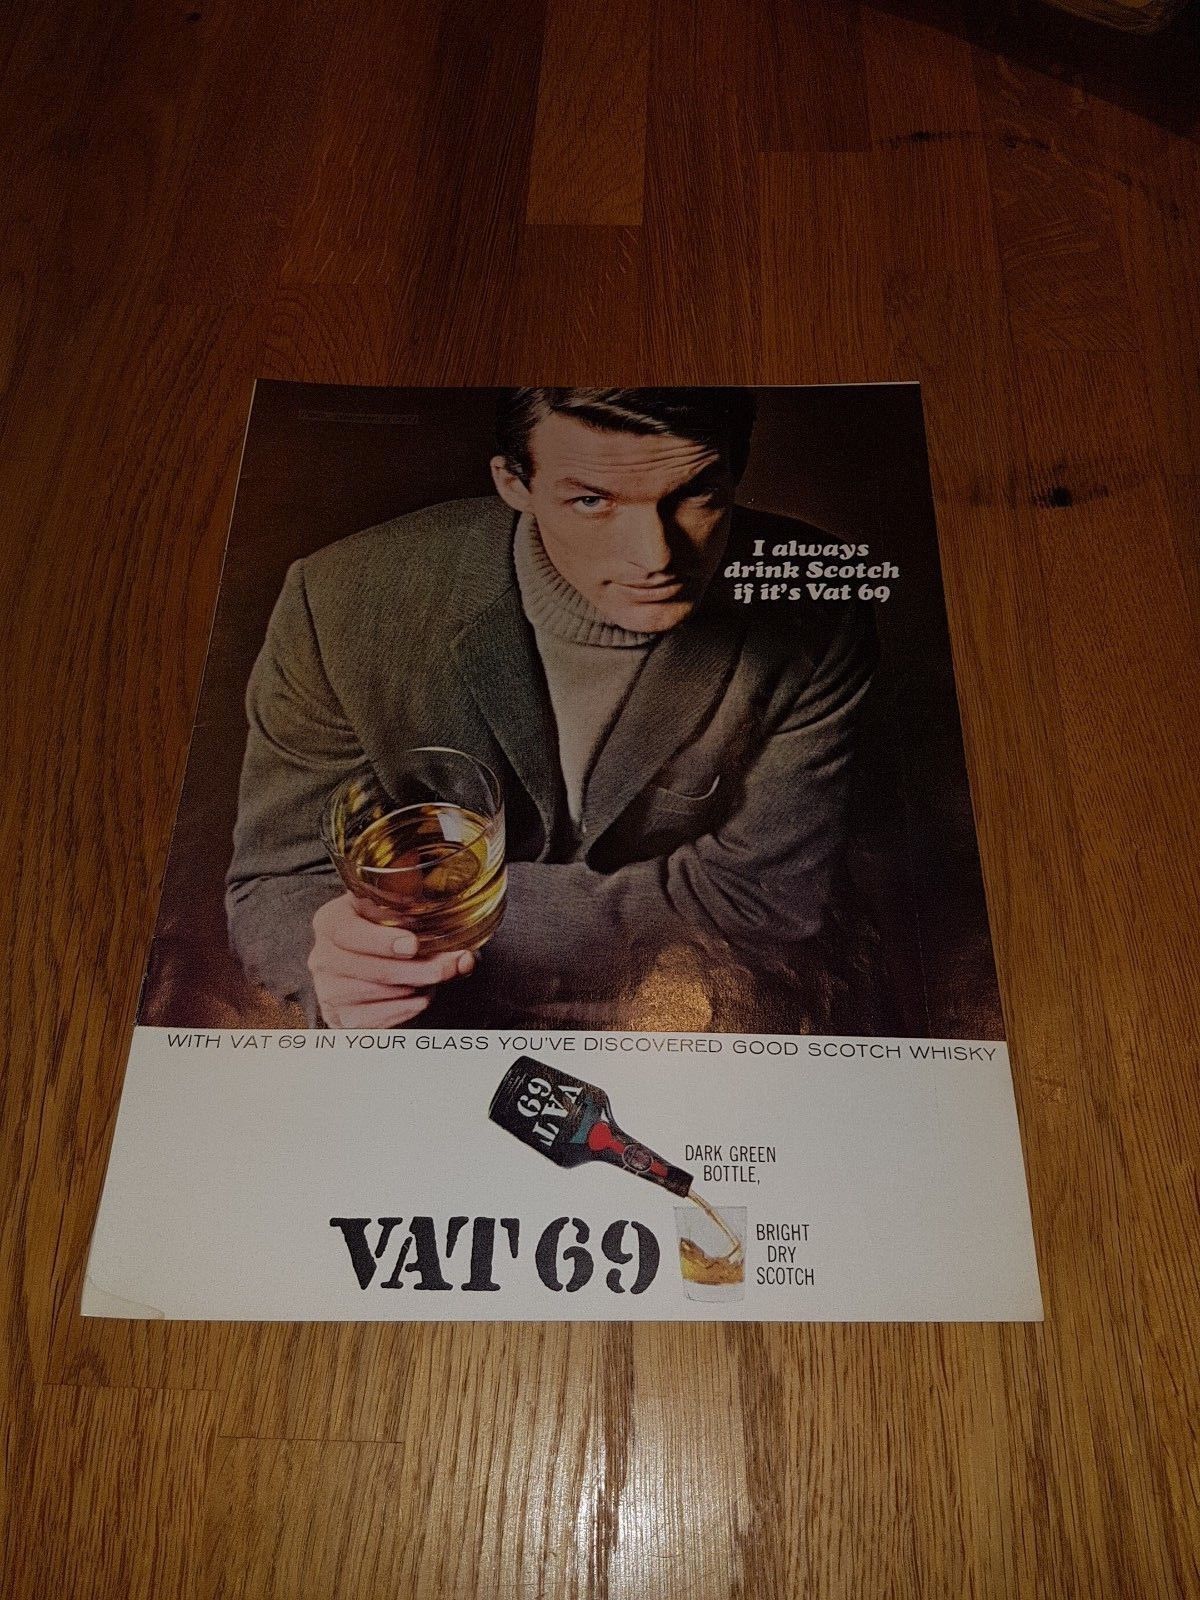 I always
drink Scotch
if it's Vat 69
WITH VAT 69 IN YOUR GLASS YOU'VE DISCOVERED GOOD SCOTCH WHISKY
VAT
69
DARK GREEN
BOTTLE,
VAT 69
BRIGHT
DRY
SCOTCH